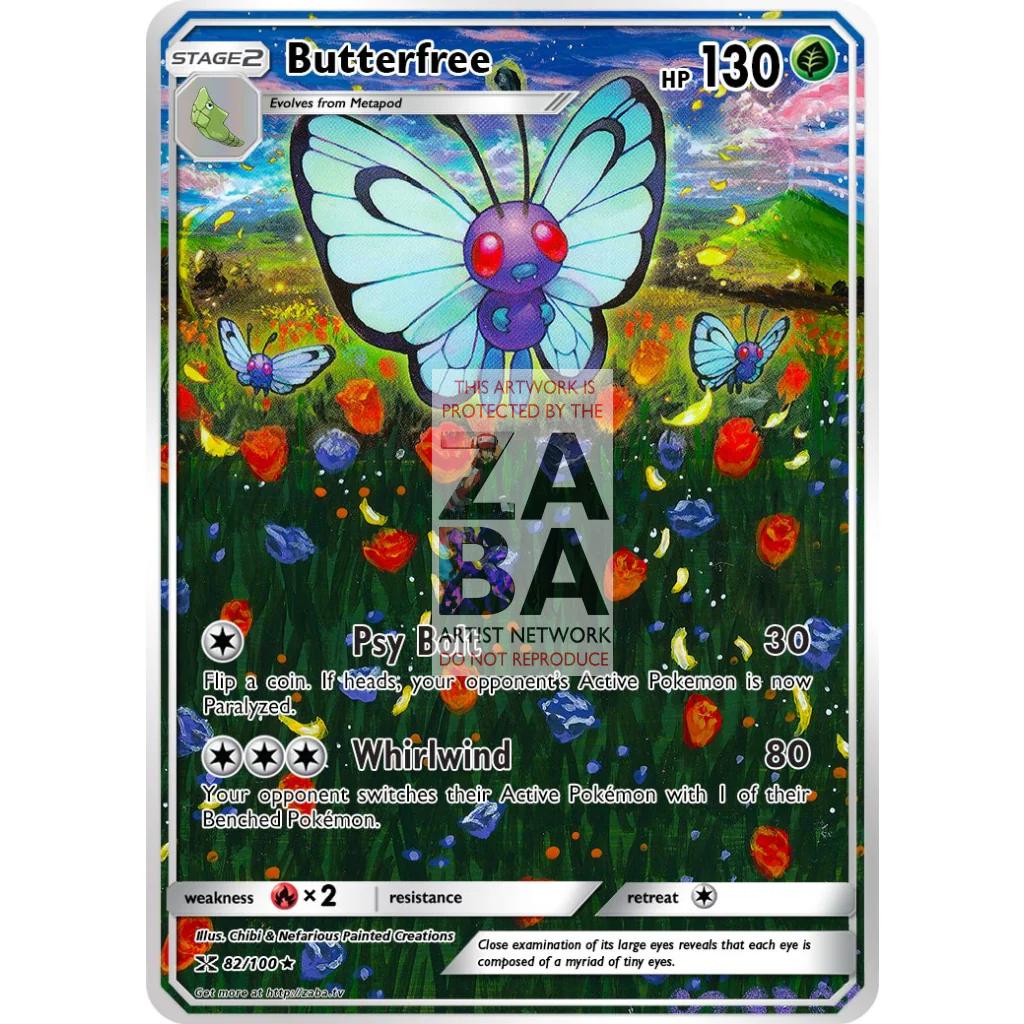 STAGE2 Butterfree HP 130
Evolves from Metapod
THIS ARTWORK IS
PROTECTED BY THE
ZA
BA
ARTIST NETWORK
DO NOT REPRODUCE
Psy Bolt 30
Flip a coin. If heads, your opponent's Active Pokemon is now
Paralyzed.
Whirlwind 80
Your opponent switches their Active Pokémon with 1 of their
Benched Pokémon.
weakness ×2 resistance retreat
Illus. Chibi & Nefarious Painted Creations
82/100★
Get more at http://zaba.tv
Close examination of its large eyes reveals that each eye is
composed of a myriad of tiny eyes.